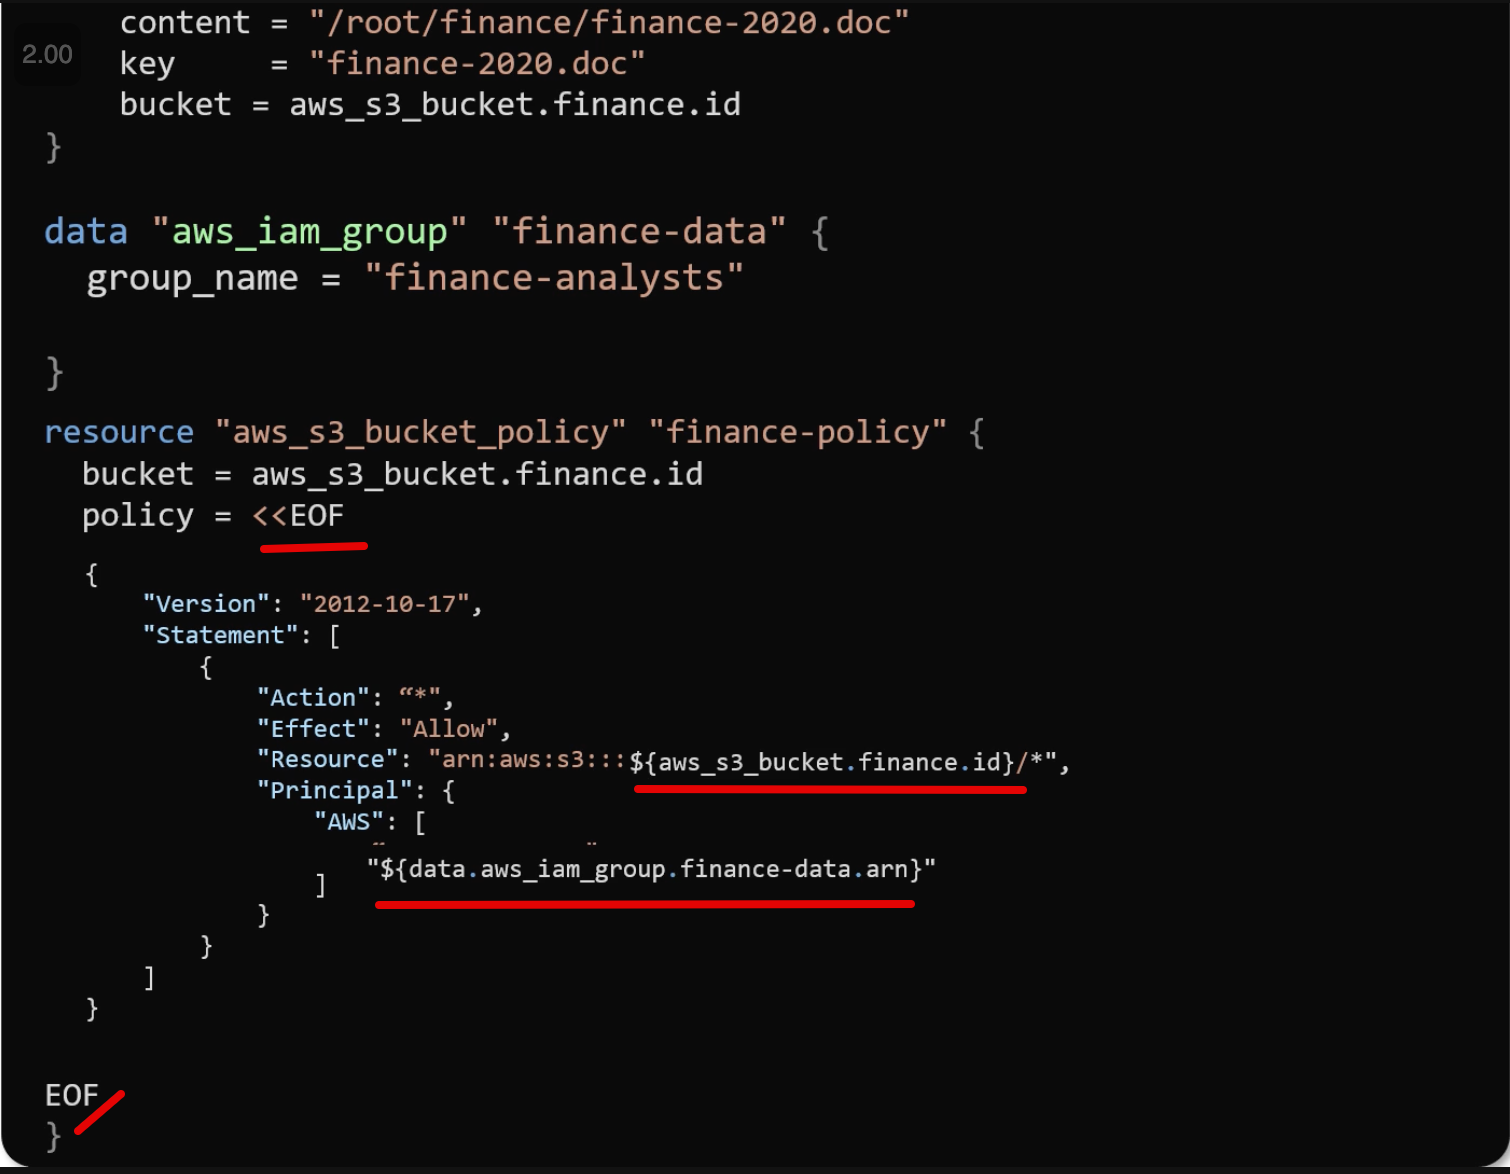 content = "/root/finance/finance-2020.doc"
2.00
key     = "finance-2020.doc"
bucket = aws_s3_bucket.finance.id
}
data "aws_iam_group" "finance-data" {
group_name = "finance-analysts"
}
resource "aws_s3_bucket_policy" "finance-policy" {
bucket = aws_s3_bucket.finance.id
policy = <<EOF
{
"Version": "2012-10-17",
"Statement": [
{
"Action": “*",
"Effect": "Allow",
"Resource": "arn:aws:s3:::${aws_s3_bucket.finance.id}/*",
"Principal": {
"AWS": [
"${data.aws_iam_group.finance-data.arn}"
]
}
}
]
}
EOF
}